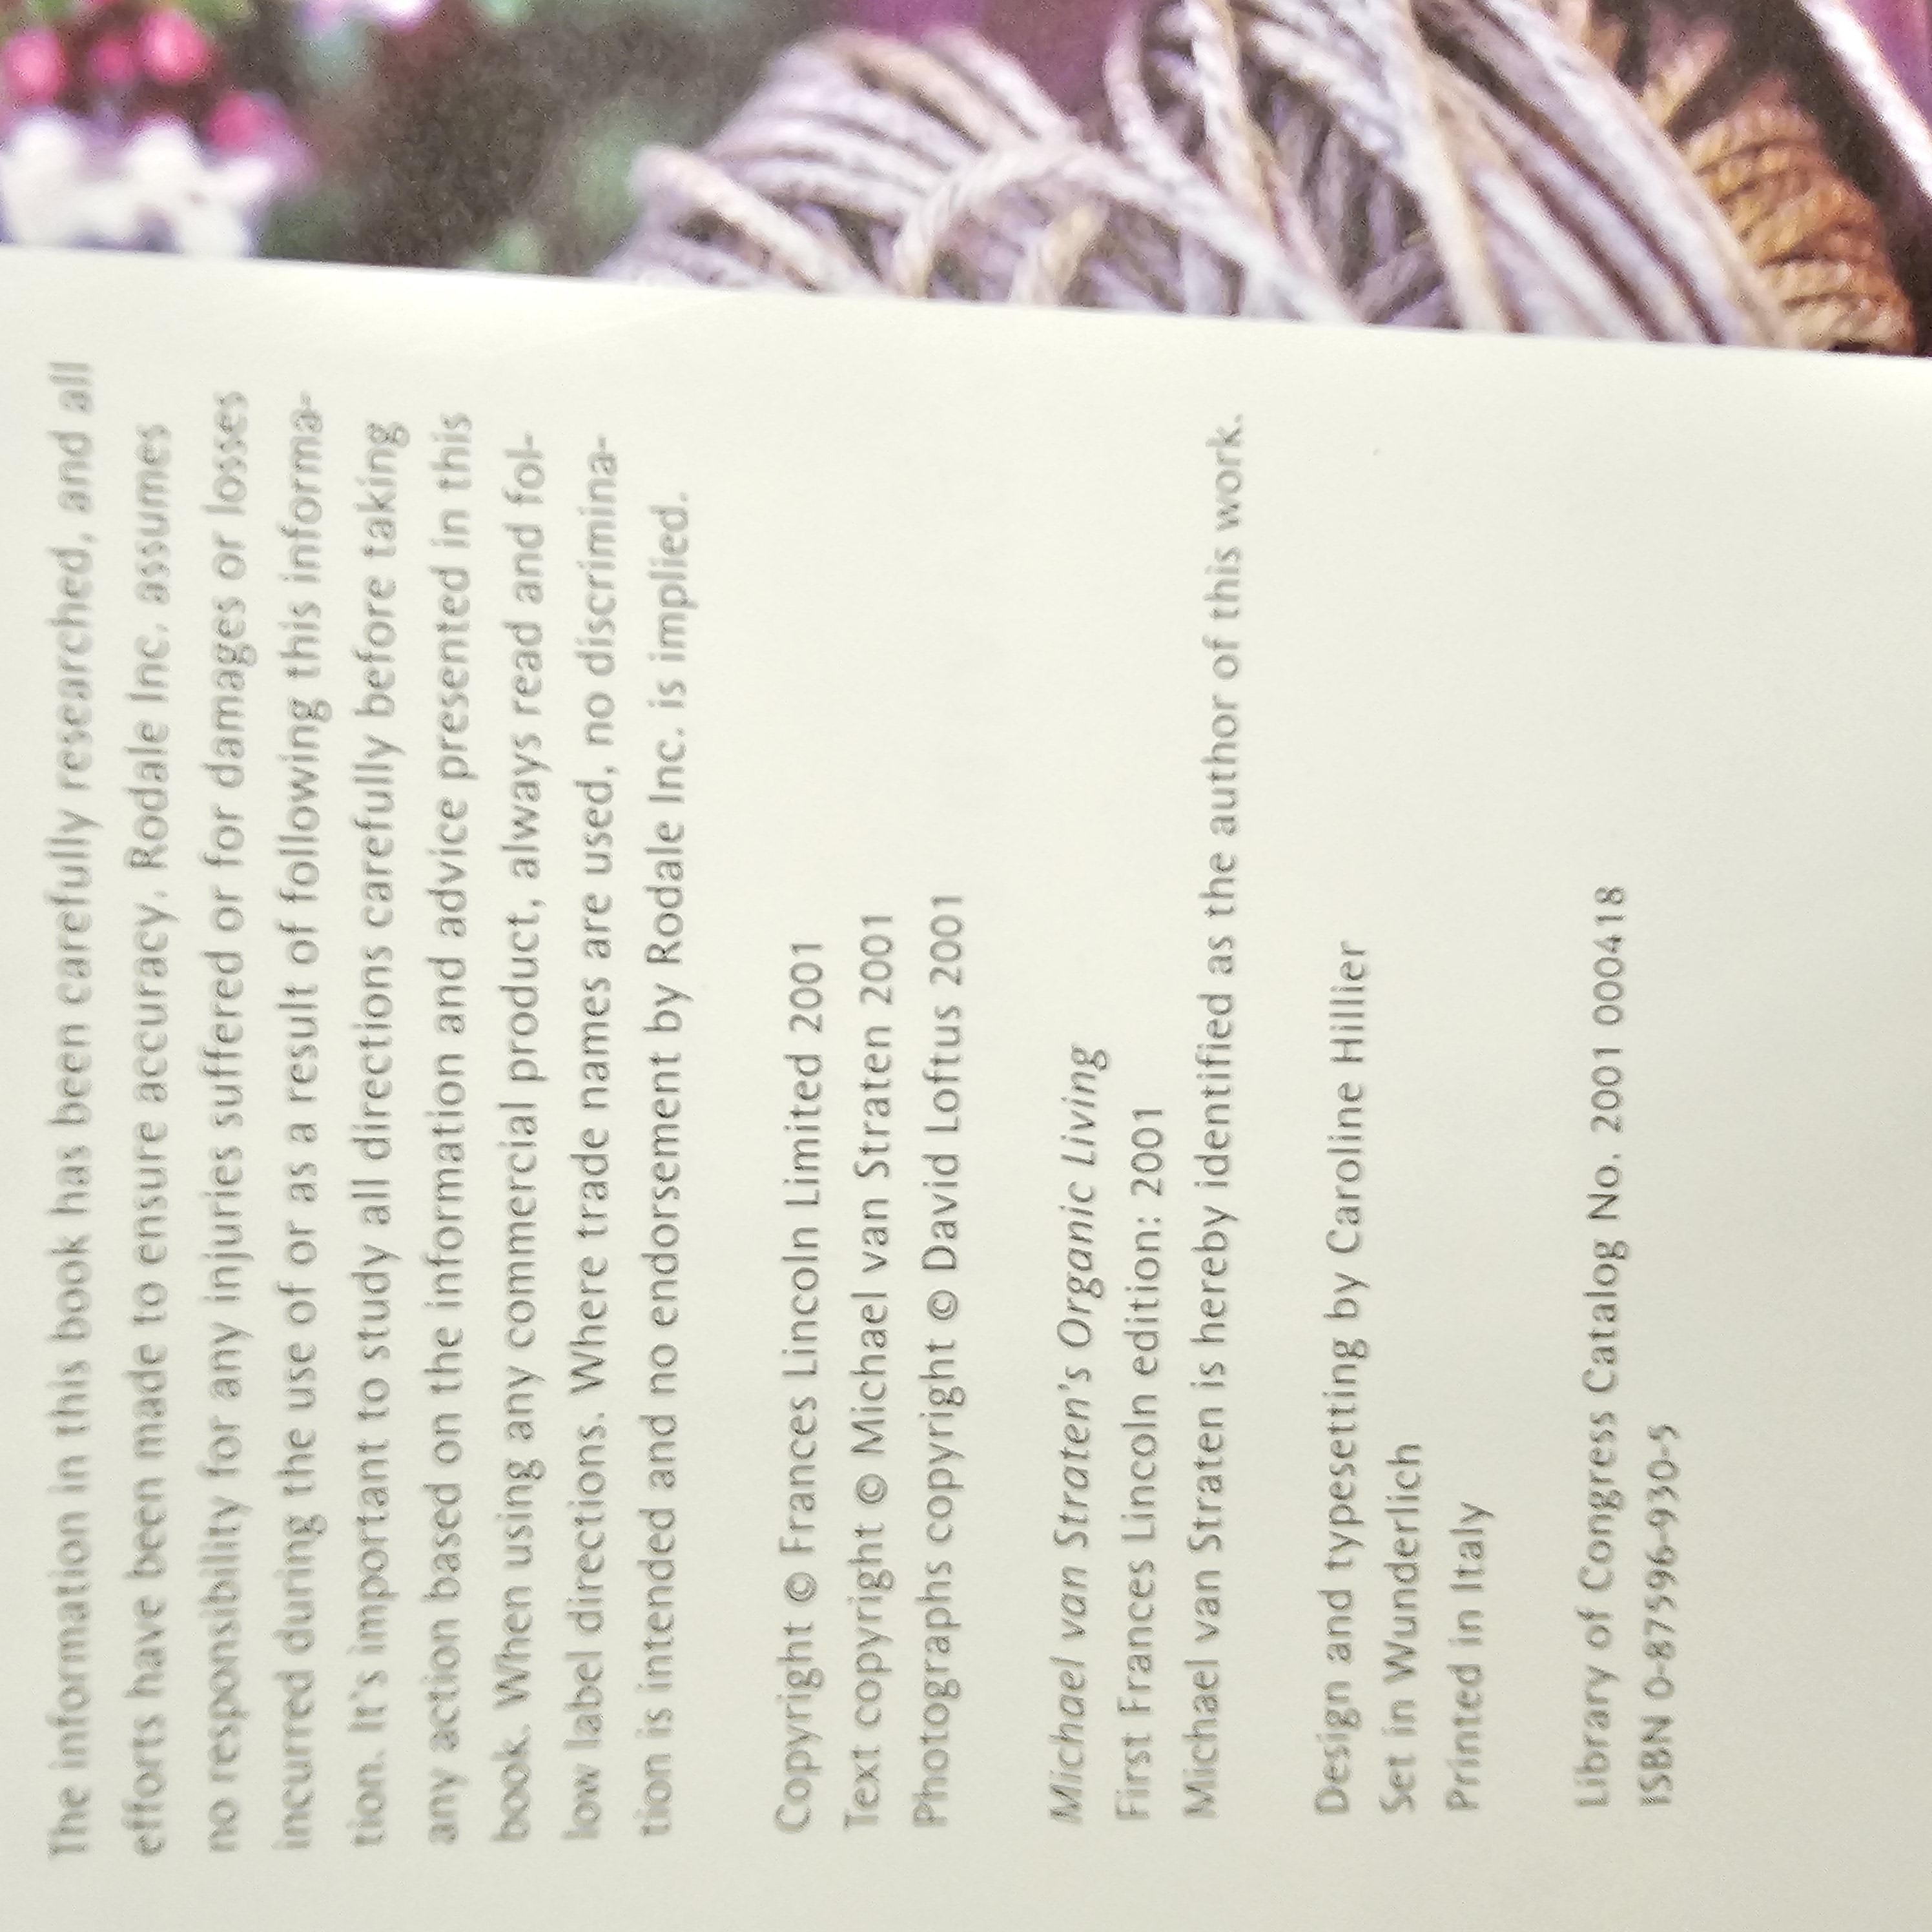 The information in this book has been carefully researched, and all
efforts have been made to ensure accuracy. Rodale Inc. assumes
no responsibility for any injuries suffered or for damages or losses
incurred during the use of or as a result of following this informa-
tion. It's important to study all directions carefully before taking
any action based on the information and advice presented in this
book. When using any commercial product, always read and fol-
low label directions. Where trade names are used, no discrimina-
tion is intended and no endorsement by Rodale Inc. is implied.
Copyright © Frances Lincoln Limited 2001
Text copyright © Michael van Straten 2001
Photographs copyright © David Loftus 2001
Michael van Straten's Organic Living
First Frances Lincoln edition: 2001
Michael van Straten is hereby identified as the author of this work.
Design and typesetting by Caroline Hillier
Set in Wunderlich
Printed in Italy
Library of Congress Catalog No. 2001 000418
ISBN 0-87596-930-5